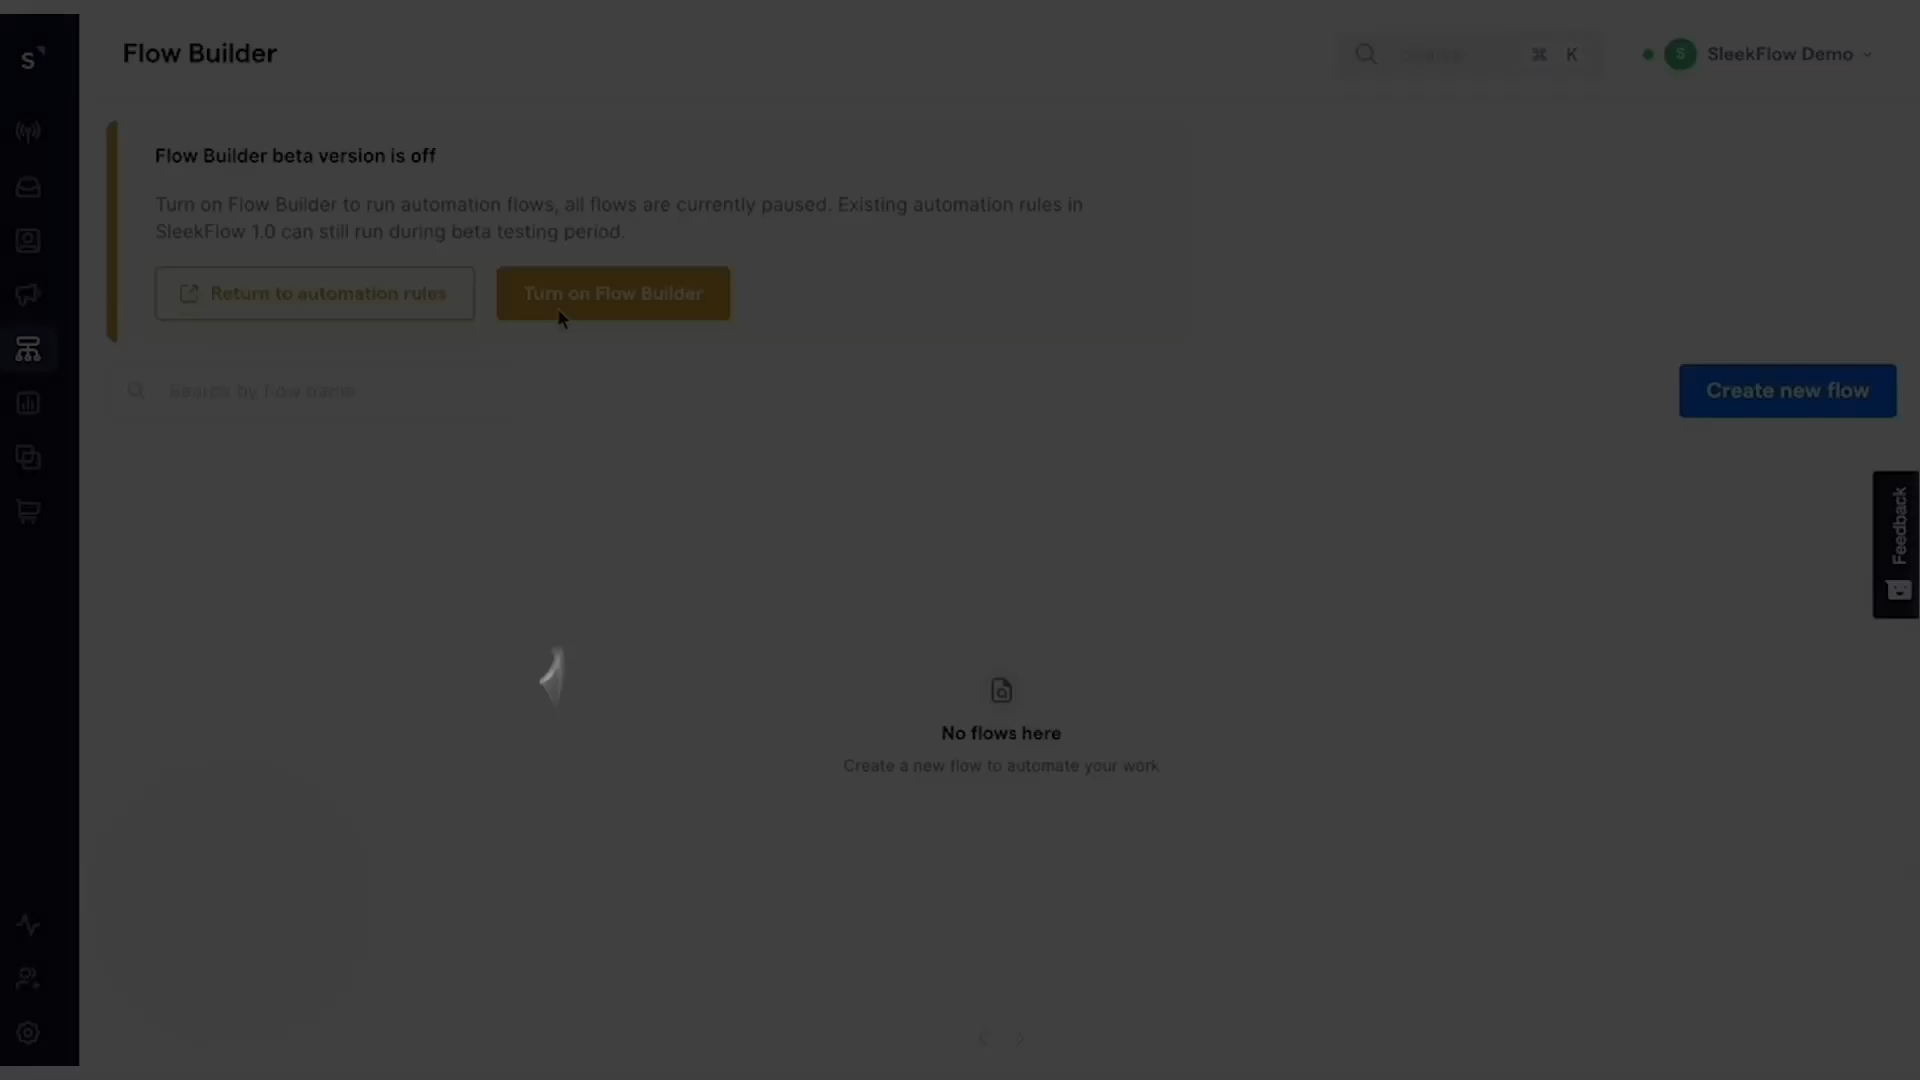 S
Flow Builder
Search
⌘ K
S
SleekFlow Demo
Flow Builder beta version is off
Turn on Flow Builder to run automation flows, all flows are currently paused. Existing automation rules in
SleekFlow 1.0 can still run during beta testing period.
Return to automation rules
Turn on Flow Builder
Search by flow name
Create new flow
Feedback
No flows here
Create a new flow to automate your work